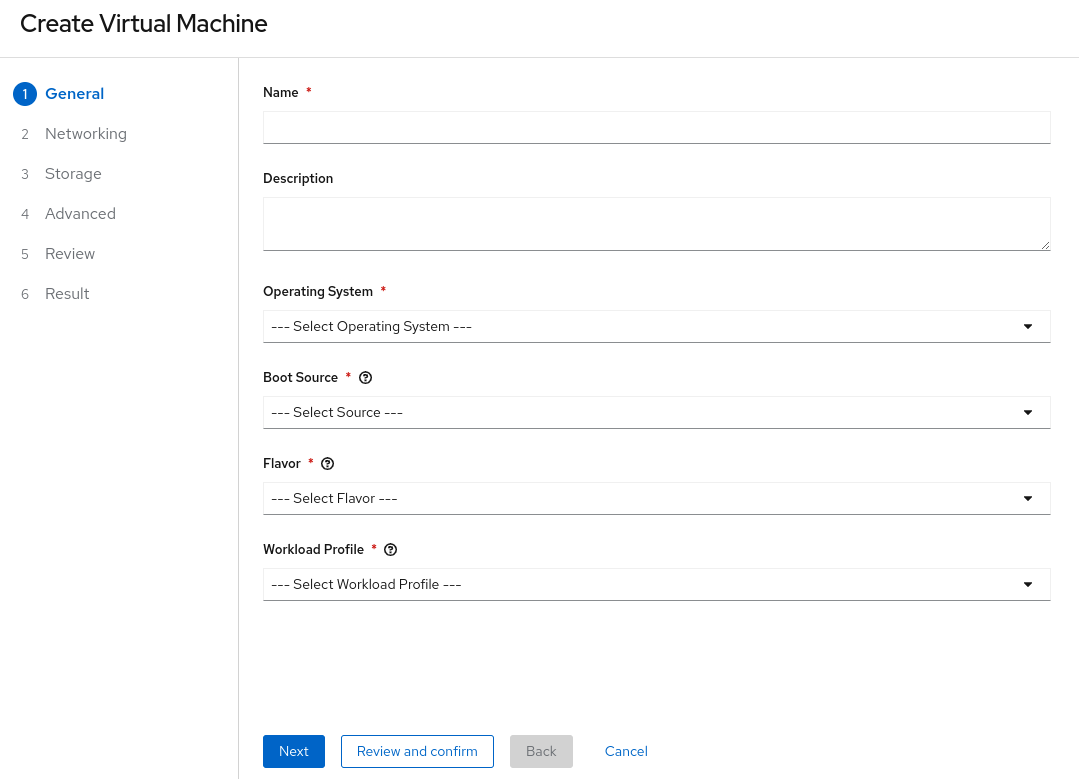 Create Virtual Machine
1 General
2 Networking
3 Storage
4 Advanced
5 Review
6 Result
Name *
Description
Operating System *
--- Select Operating System ---
Boot Source * ?
--- Select Source ---
Flavor * ?
--- Select Flavor ---
Workload Profile * ?
--- Select Workload Profile ---
Next Review and confirm Back Cancel